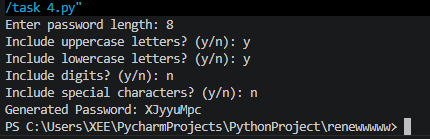 /task 4.py"
Enter password length: 8
Include uppercase letters? (y/n): y
Include lowercase letters? (y/n): y
Include digits? (y/n): n
Include special characters? (y/n): n
Generated Password: XJyyuMpc
PS C:\Users\XEE\PycharmProjects\PythonProject\renewwwww>